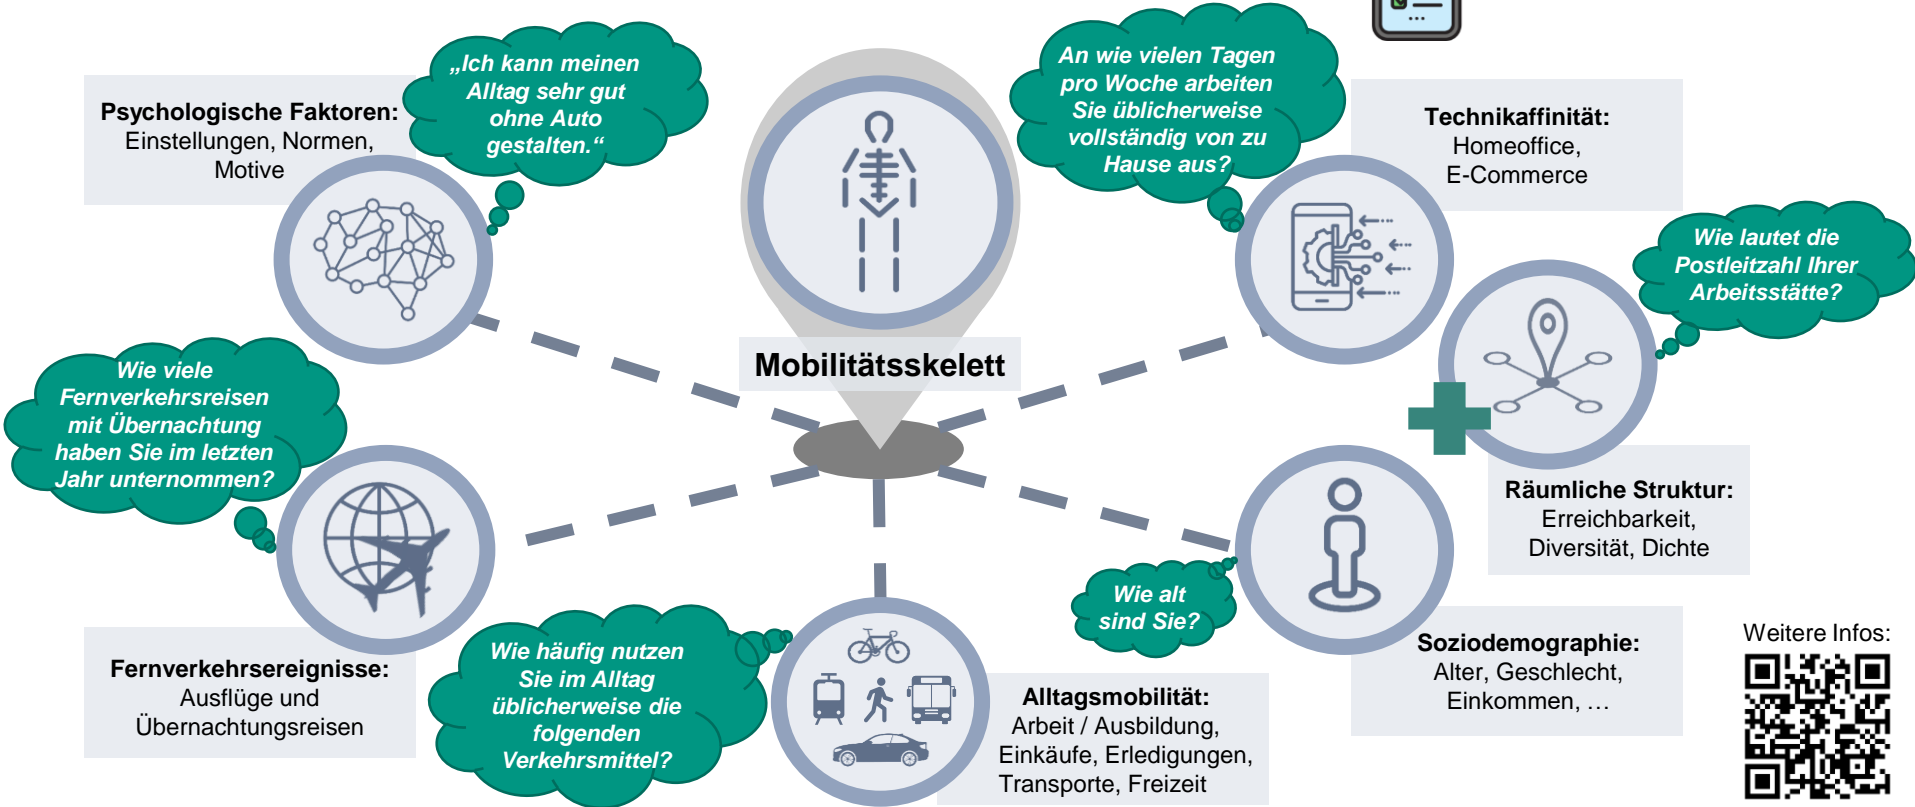 Psychologische Faktoren:
Einstellungen, Normen,
Motive
„Ich kann meinen
Alltag sehr gut
ohne Auto
gestalten.“
An wie vielen Tagen
pro Woche arbeiten
Sie üblicherweise
vollständig von zu
Hause aus?
Technikaffinität:
Homeoffice,
E-Commerce
Wie lautet die
Postleitzahl Ihrer
Arbeitsstätte?
Mobilitätsskelett
Wie viele
Fernverkehrsreisen
mit Übernachtung
haben Sie im letzten
Jahr unternommen?
Räumliche Struktur:
Erreichbarkeit,
Diversität, Dichte
Wie alt
sind Sie?
Fernverkehrsereignisse:
Ausflüge und
Übernachtungsreisen
Wie häufig nutzen
Sie im Alltag
üblicherweise die
folgenden
Verkehrsmittel?
Alltagsmobilität:
Arbeit / Ausbildung,
Einkäufe, Erledigungen,
Transporte, Freizeit
Soziodemographie:
Alter, Geschlecht,
Einkommen, …
Weitere Infos: